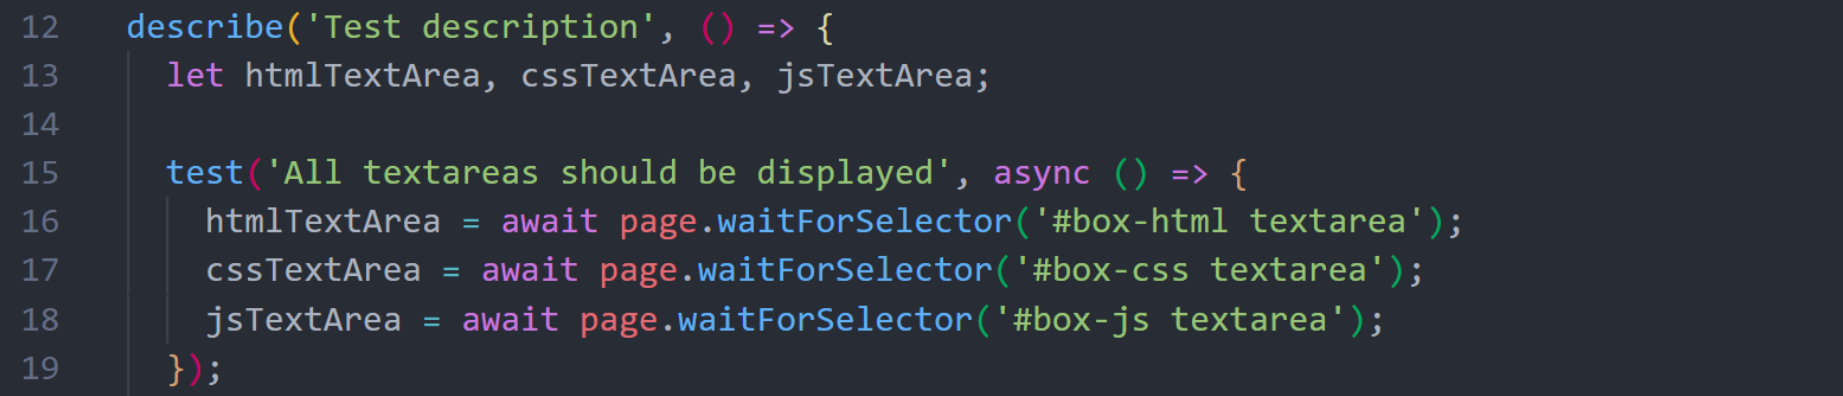 12 describe('Test description', () => {
13 let htmlTextArea, cssTextArea, jsTextArea;
14
15 test('All textareas should be displayed', async () => {
16 htmlTextArea = await page.waitForSelector('#box-html textarea');
17 cssTextArea = await page.waitForSelector('#box-css textarea');
18 jsTextArea = await page.waitForSelector('#box-js textarea');
19 });